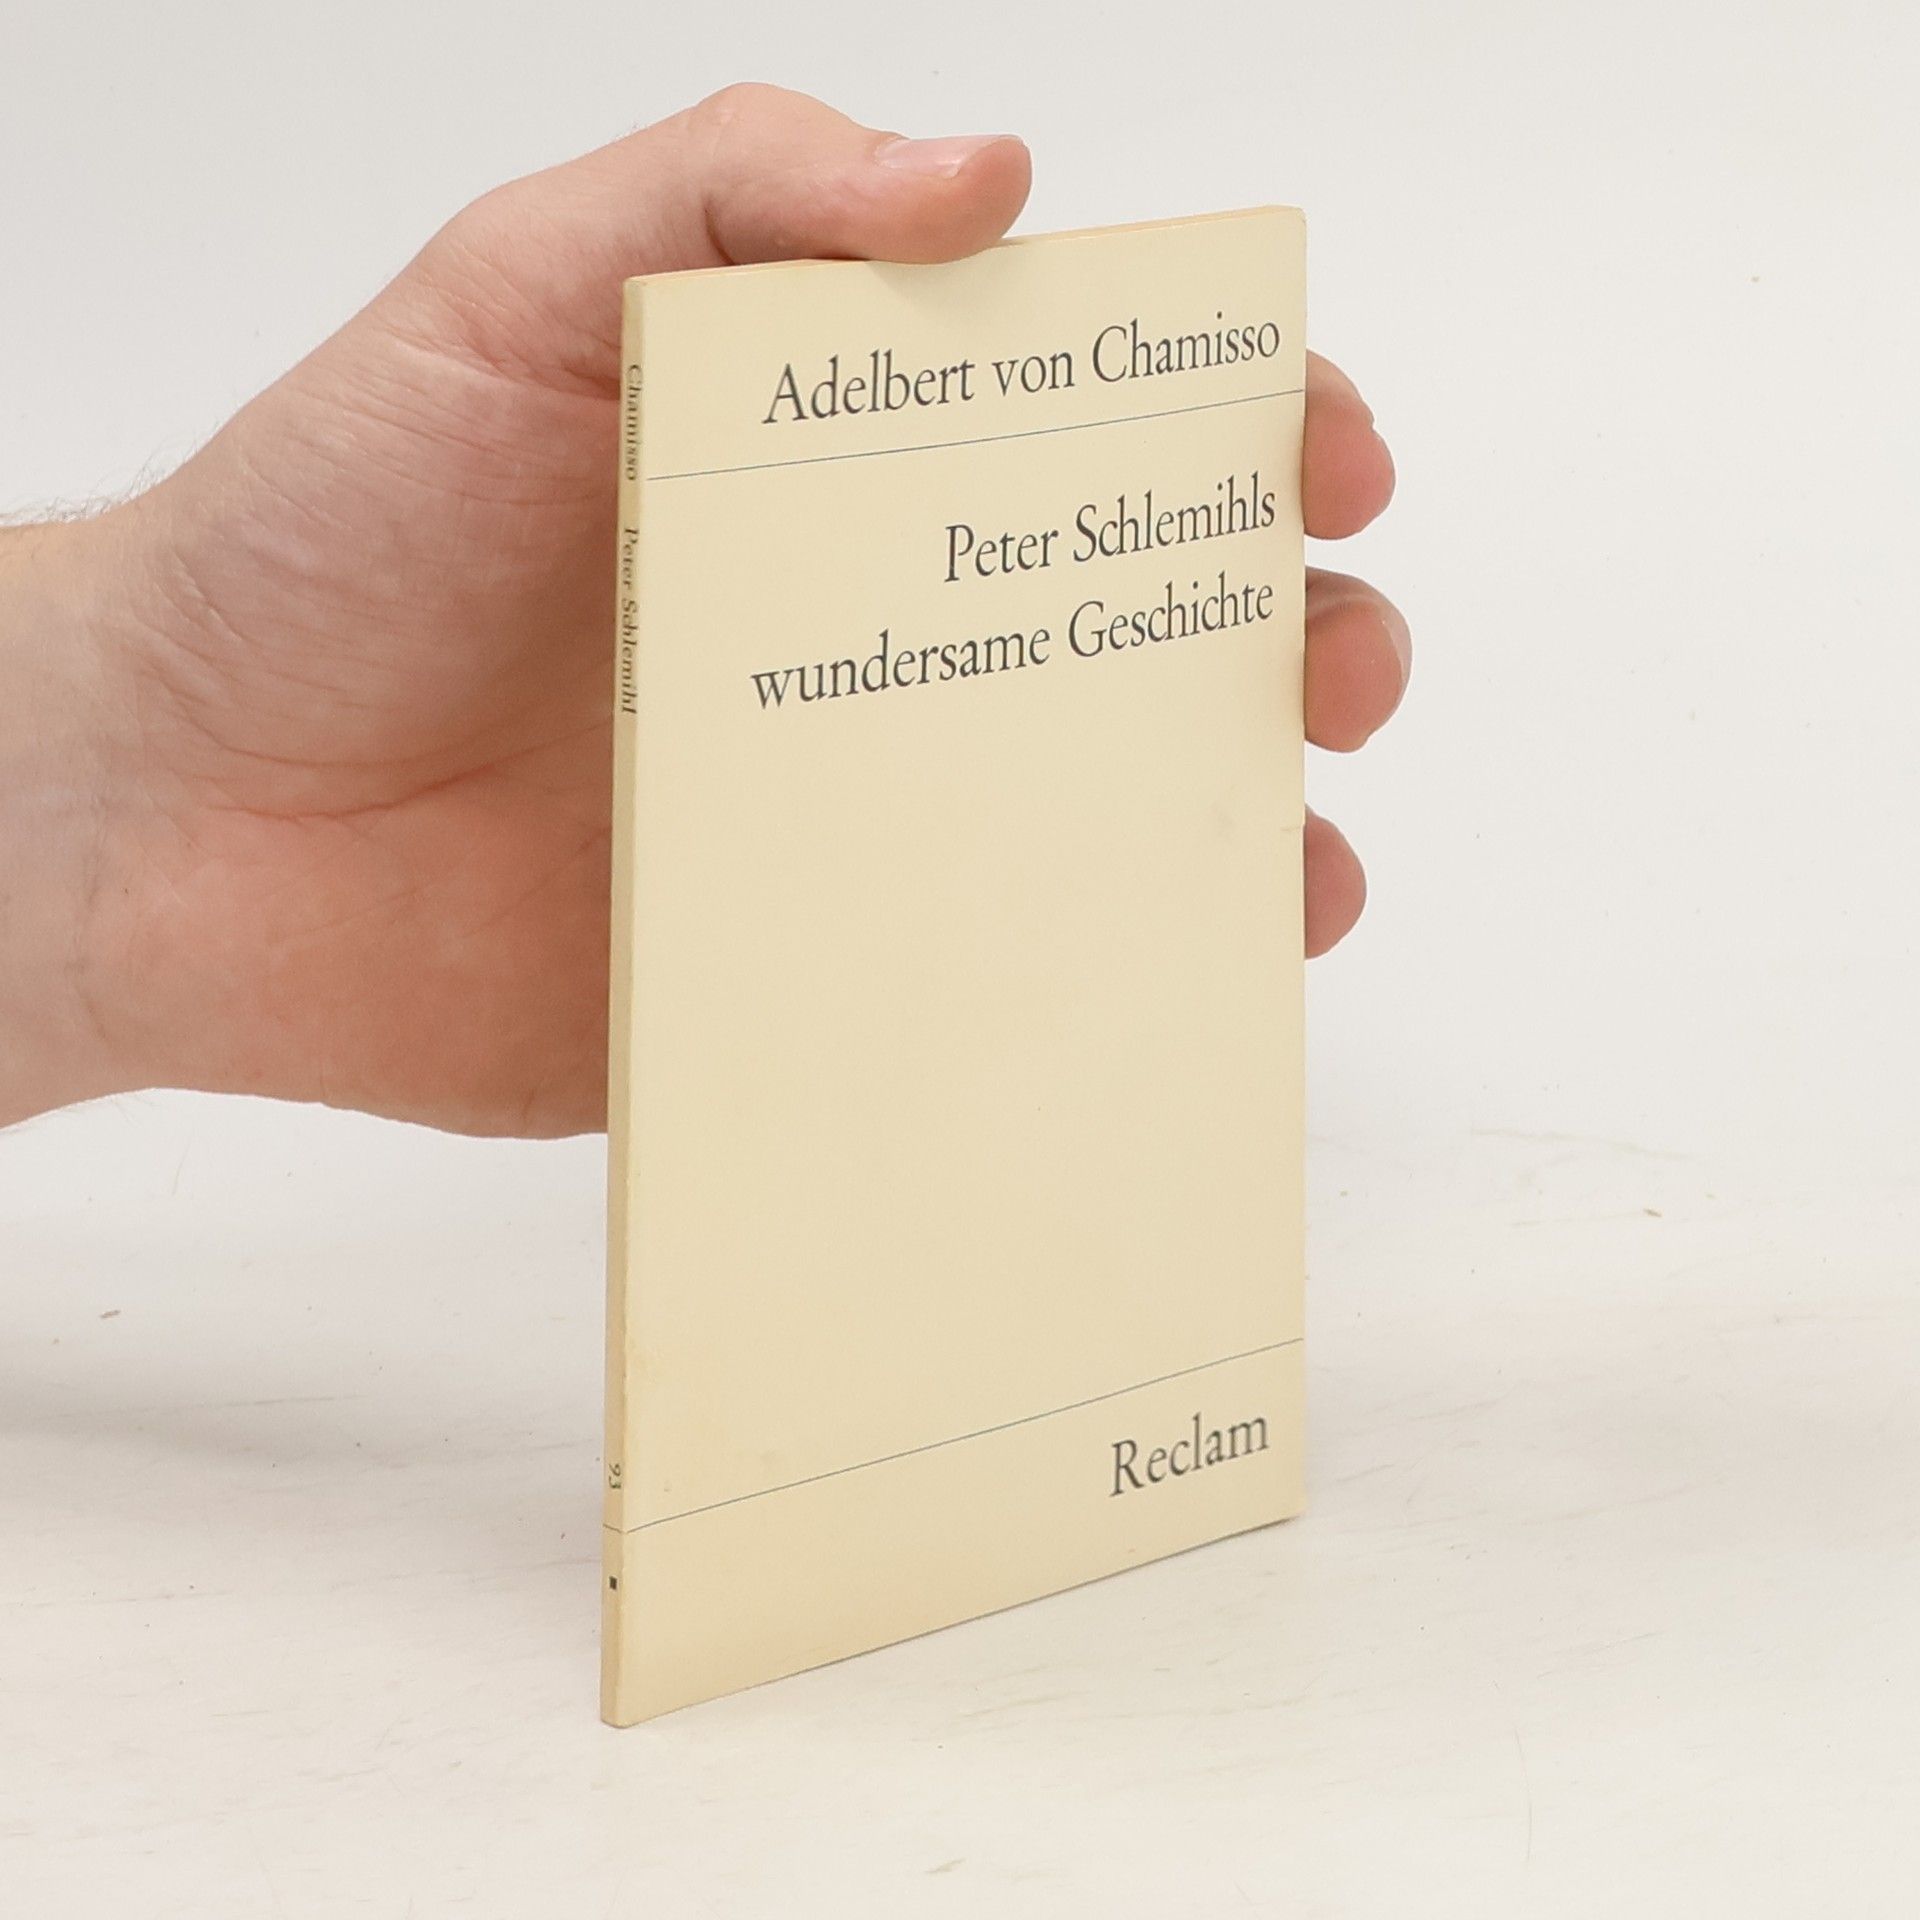 Adelbert von Chamisso
Peter Schlemihls
wundersame Geschichte
Reclam
Chamisso Peter Schlemihl
93